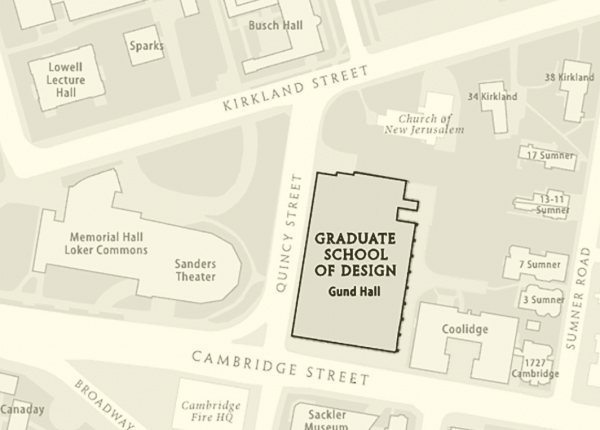 Busch Hall
Sparks
Lowell
Lecture
Hall
KIRKLAND STREET
38 Kirkland
34 Kirkland
Church of
New Jerusalem
17 Sumner
13-11
Sumner
QUINCY STREET
GRADUATE
SCHOOL
OF DESIGN
Gund Hall
Memorial Hall
Loker Commons
Sanders
Theater
7 Sumner
3 Sumner
SUMNER ROAD
Coolidge
1727
Cambridge
CAMBRIDGE STREET
BROADWAY
Canaday
Cambridge
Fire HQ
Sackler
Museum